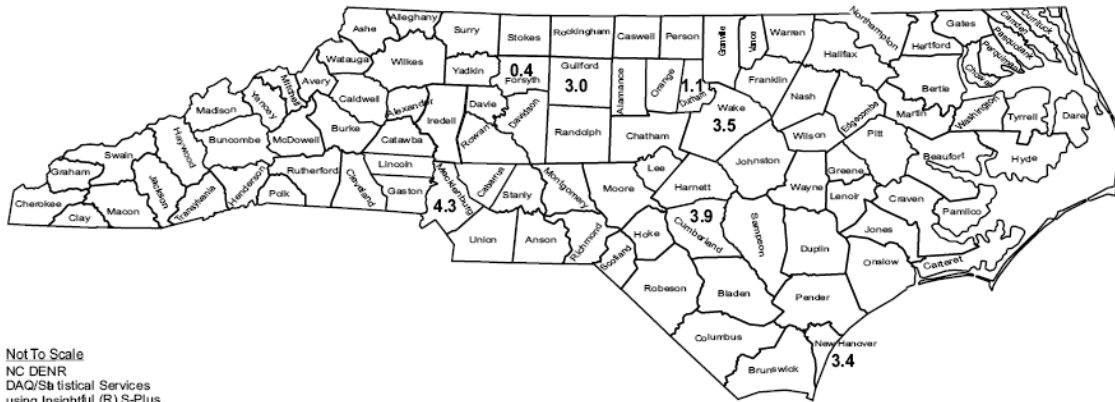 Ashe
Alleghany
Surry
Stokes
Rockingham
Caswell
Person
Granville
Vance
Warren
Northampton
Halifax
Hertford
Gates
Currituck
Camden
Pasquotank
Perquimans
Chowan
Watauga
Wilkes
Yadkin
0.4
Forsyth
Guilford
3.0
Alamance
Orange
1.1
Durham
Franklin
Nash
Edgecombe
Bertie
Martin
Washington
Tyrrell
Dare
Mitchell
Avery
Yancey
Caldwell
Alexander
Iredell
Davie
Davidson
Wake
3.5
Madison
Haywood
Buncombe
McDowell
Burke
Catawba
Rowan
Randolph
Chatham
Wilson
Pitt
Beaufort
Hyde
Swain
Graham
Jackson
Rutherford
Lincoln
Cabarrus
Lee
Johnston
Wayne
Greene
Cherokee
Clay
Macon
Transylvania
Henderson
Polk
Cleveland
Gaston
Mecklenburg
4.3
Stanly
Montgomery
Moore
Harnett
Lenoir
Craven
Pamlico
Union
Anson
Richmond
Scotland
Hoke
3.9
Cumberland
Sampson
Duplin
Jones
Onslow
Carteret
Robeson
Bladen
Pender
Columbus
Brunswick
New Hanover
3.4
Not To Scale
NC DENR
DAQ/Statistical Services
using Insightful (R) S-Plus